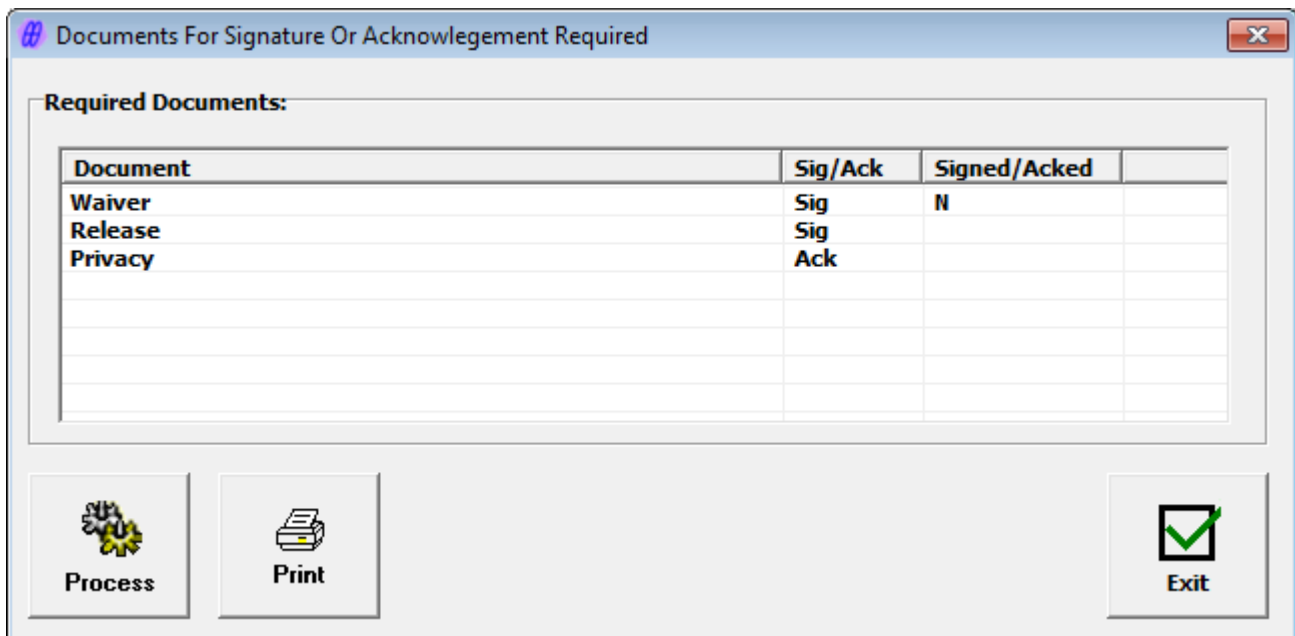 Documents For Signature Or Acknowlegement Required
Required Documents:
Document Sig/Ack Signed/Acked
Waiver Sig N
Release Sig
Privacy Ack
Process Print Exit